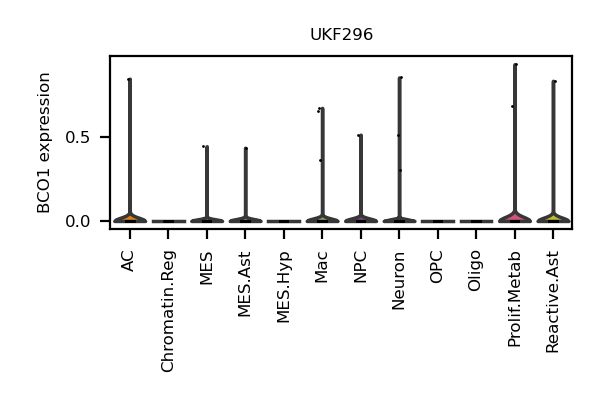 UKF296
BCO1 expression
0.5
0.0
AC
Chromatin.Reg
MES
MES.Ast
MES.Hyp
Mac
NPC
Neuron
OPC
Oligo
Prolif.Metab
Reactive.Ast